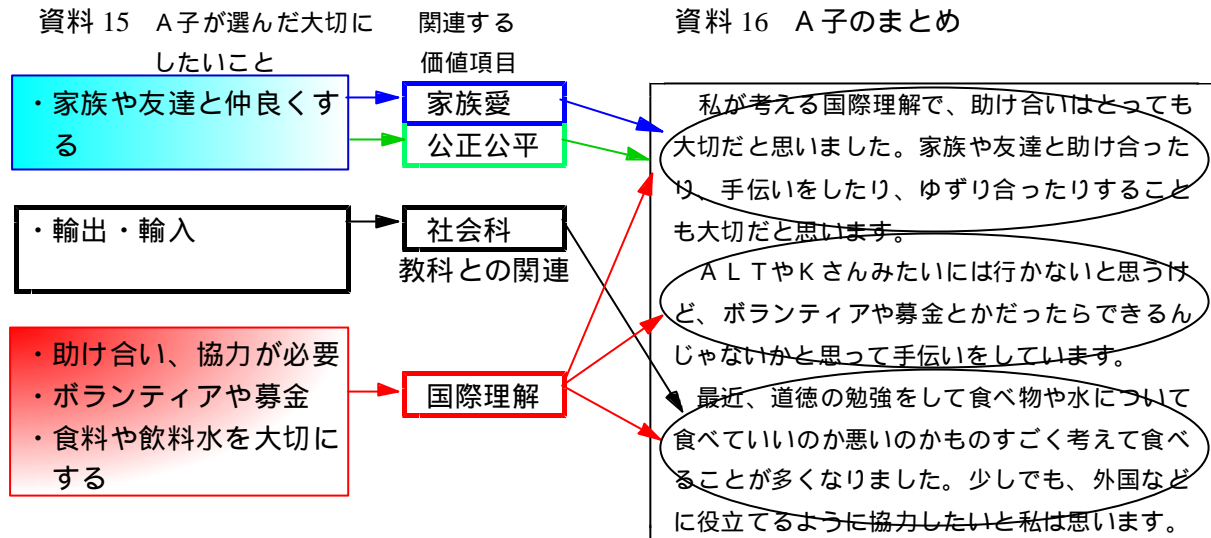 資料15　A子が選んだ大切に
したいこと
関連する
価値項目
資料16　A子のまとめ
・家族や友達と仲良くす
る
家族愛
公正公平
・輸出・輸入
社会科
教科との関連
・助け合い、協力が必要
・ボランティアや募金
・食料や飲料水を大切に
する
国際理解
私が考える国際理解で、助け合いはとっても
大切だと思いました。家族や友達と助け合った
り、手伝いをしたり、ゆずり合ったりすること
も大切だと思います。
ＡＬＴやＫさんみたいには行かないと思うけ
ど、ボランティアや募金とかだったらできるん
じゃないかと思って手伝いをしています。
最近、道徳の勉強をして食べ物や水について
食べていいのか悪いのかものすごく考えて食べ
ることが多くなりました。少しでも、外国など
に役立てるように協力したいと私は思います。